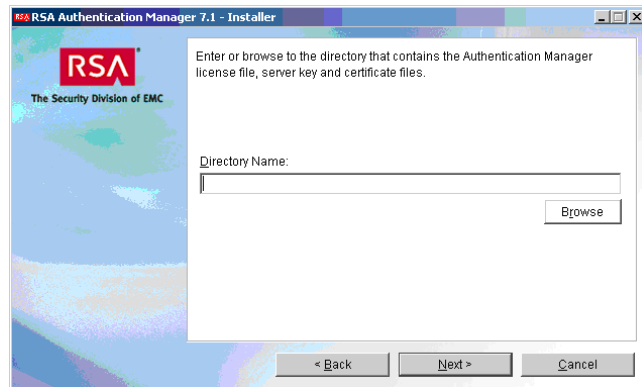 RSA RSA Authentication Manager 7.1 - Installer
RSA
The Security Division of EMC
Enter or browse to the directory that contains the Authentication Manager
license file, server key and certificate files.
Directory Name:
Browse
< Back
Next >
Cancel